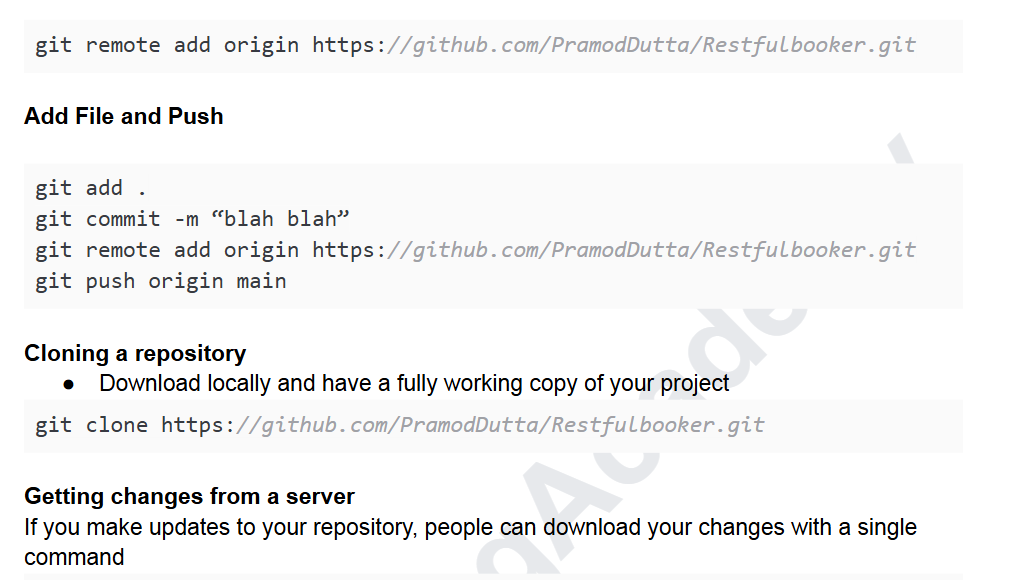 git remote add origin https://github.com/PramodDutta/Restfulbooker.git
Add File and Push
git add .
git commit -m “blah blah”
git remote add origin https://github.com/PramodDutta/Restfulbooker.git
git push origin main
Cloning a repository
● Download locally and have a fully working copy of your project
git clone https://github.com/PramodDutta/Restfulbooker.git
Getting changes from a server
If you make updates to your repository, people can download your changes with a single
command